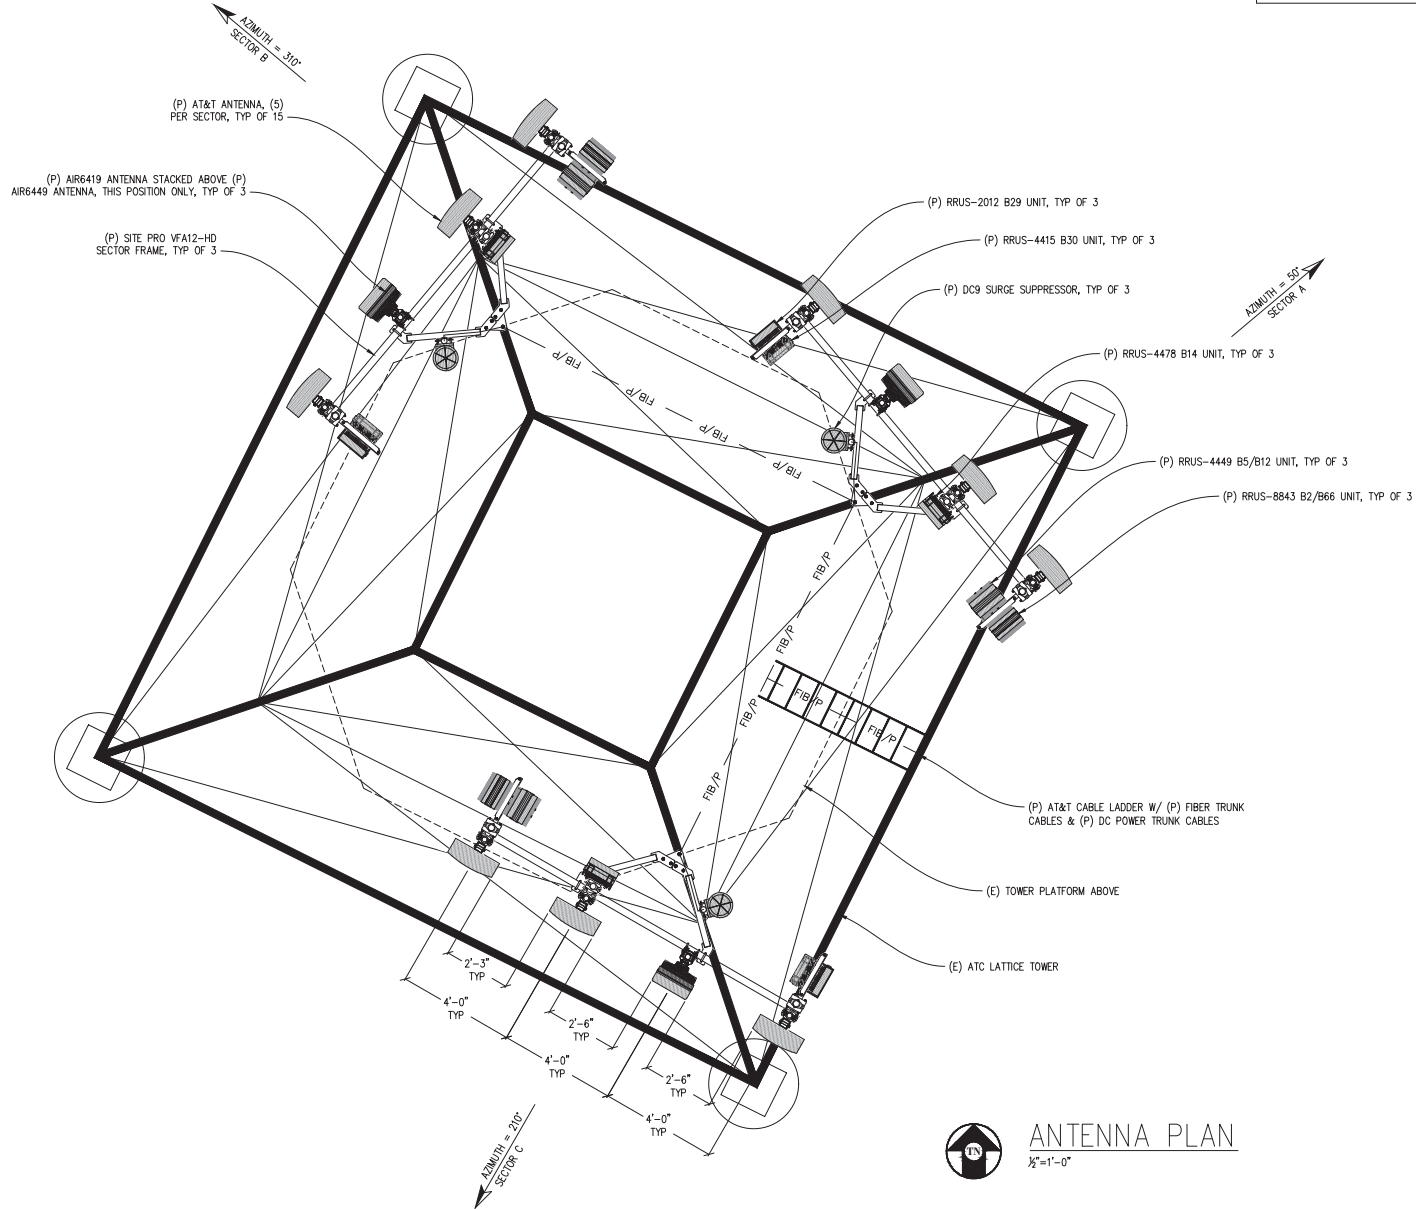 AZIMUTH = 310°
SECTOR B
(P) AT&T ANTENNA, (5)
PER SECTOR, TYP OF 15
(P) AIR6419 ANTENNA STACKED ABOVE (P)
AIR6449 ANTENNA, THIS POSITION ONLY, TYP OF 3
(P) SITE PRO VFA12-HD
SECTOR FRAME, TYP OF 3
(P) RRUS-2012 B29 UNIT, TYP OF 3
(P) RRUS-4415 B30 UNIT, TYP OF 3
(P) DC9 SURGE SUPPRESSOR, TYP OF 3
AZIMUTH = 50°
SECTOR A
(P) RRUS-4478 B14 UNIT, TYP OF 3
(P) RRUS-4449 B5/B12 UNIT, TYP OF 3
(P) RRUS-8843 B2/B66 UNIT, TYP OF 3
FIB/P
FIB/P
FIB/P
FIB/P
FIB/P
FIB/P
FIB/P
FIB/P
FIB/P
FIB/P
(P) AT&T CABLE LADDER W/ (P) FIBER TRUNK
CABLES & (P) DC POWER TRUNK CABLES
(E) TOWER PLATFORM ABOVE
(E) ATC LATTICE TOWER
2'-3"
TYP
4'-0"
TYP
2'-6"
TYP
4'-0"
TYP
2'-6"
TYP
4'-0"
TYP
AZIMUTH = 210°
SECTOR C
TN
ANTENNA PLAN
½"=1'-0"